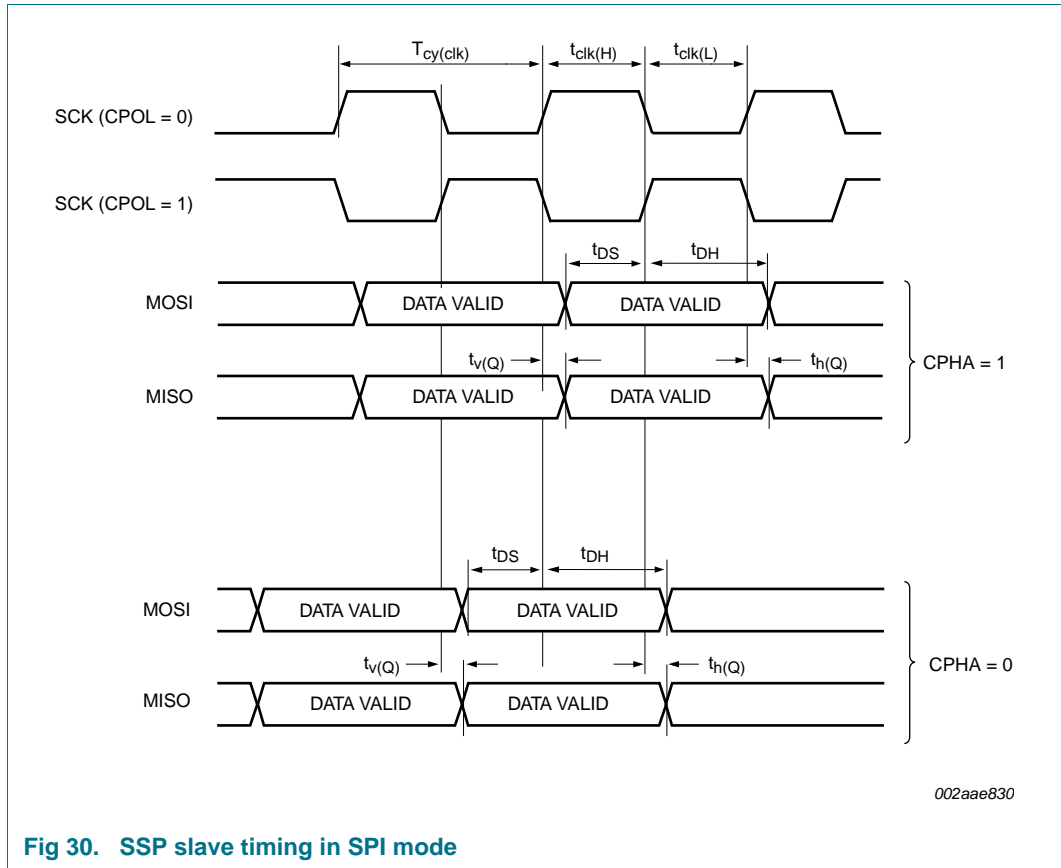 Tcy(clk) tclk(H) tclk(L)
SCK (CPOL = 0)
SCK (CPOL = 1)
tDS tDH
MOSI DATA VALID DATA VALID
tv(Q) th(Q)
CPHA = 1
MISO DATA VALID DATA VALID
tDS tDH
MOSI DATA VALID DATA VALID
tv(Q) th(Q)
CPHA = 0
MISO DATA VALID DATA VALID
002aae830
Fig 30. SSP slave timing in SPI mode